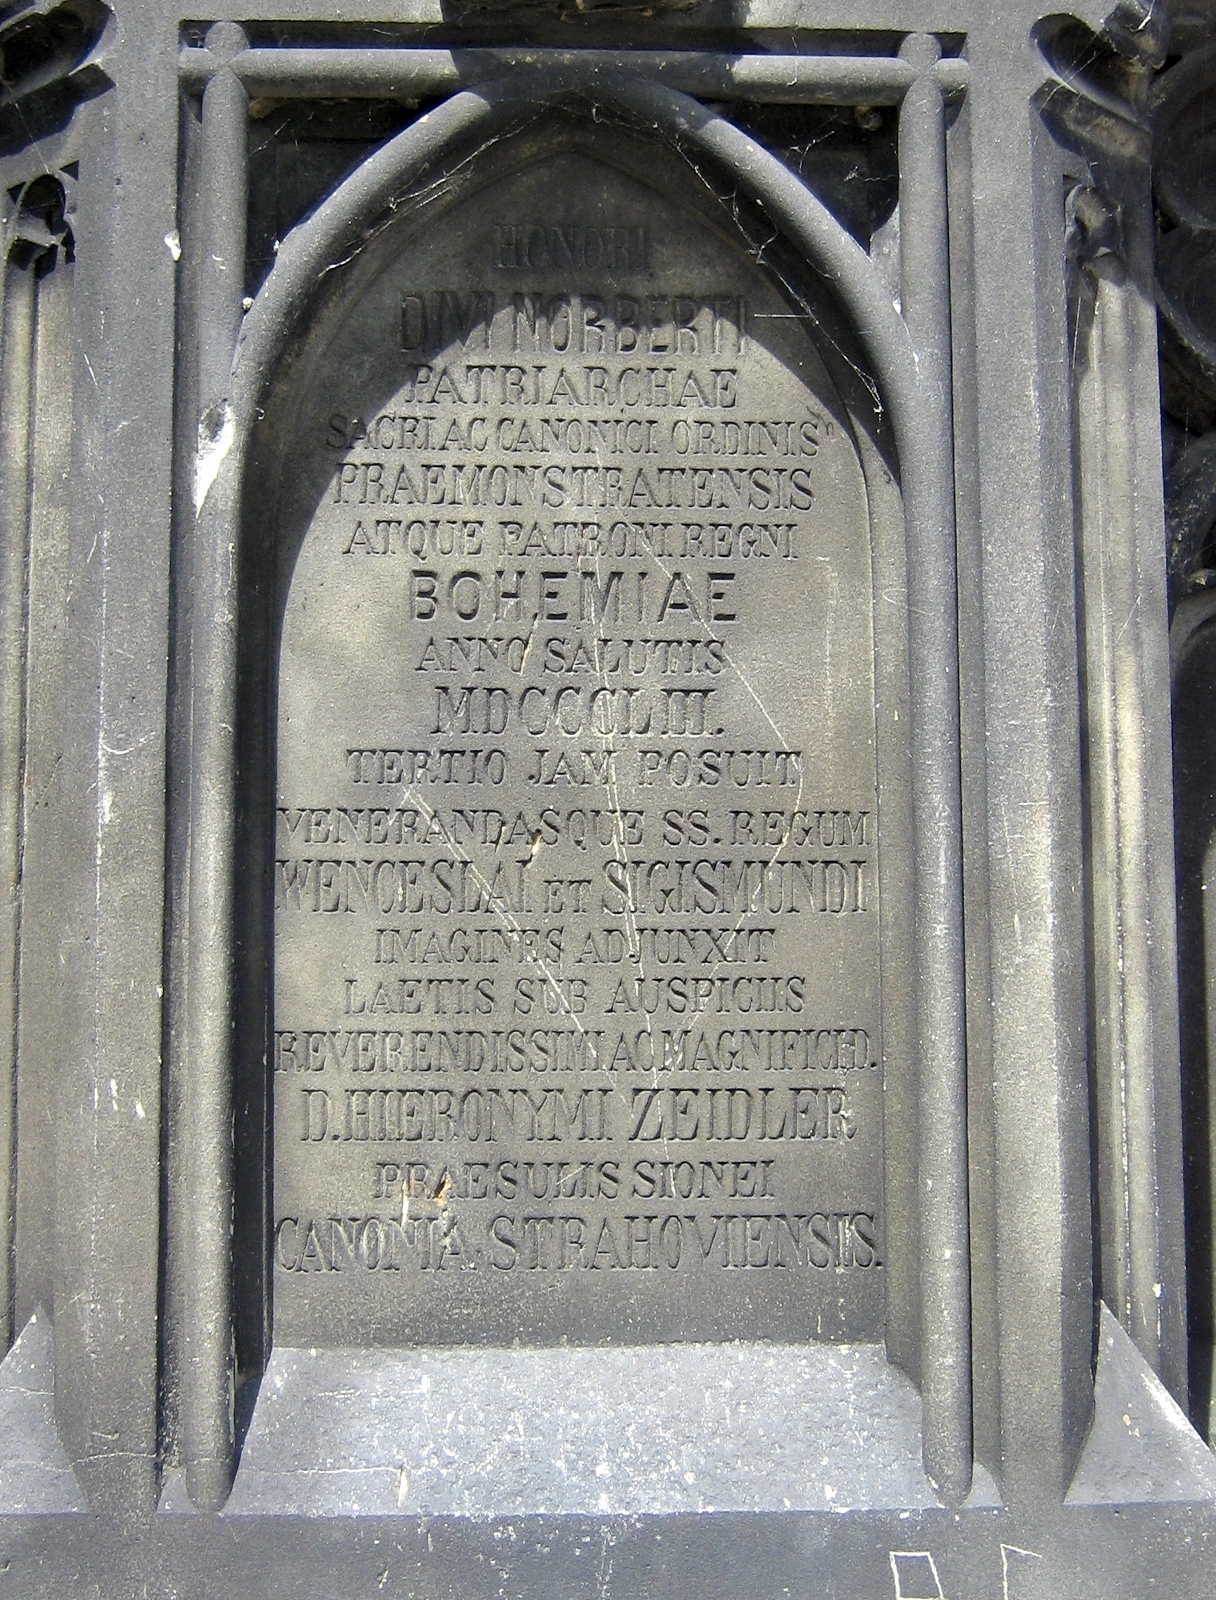 HONORI
DIVI NORBERTI
PATRIARCHAE
SACRI AC CANONICI ORDINIS
PRAEMONSTRATENSIS
ATQUE PATRONI REGNI
BOHEMIAE
ANNO SALUTIS
MDCCCLIII.
TERTIO JAM POSUIT
VENERANDASQUE SS. REGUM
WENCESLAI ET SIGISMUNDI
IMAGINES ADJUNXIT
LAETIS SUB AUSPICIIS
REVERENDISSIMI AC MAGNIFICI D.
D. HIERONYMI ZEIDLER
PRAESULIS SIONEI
CANONIA STRAHOVIENSIS.